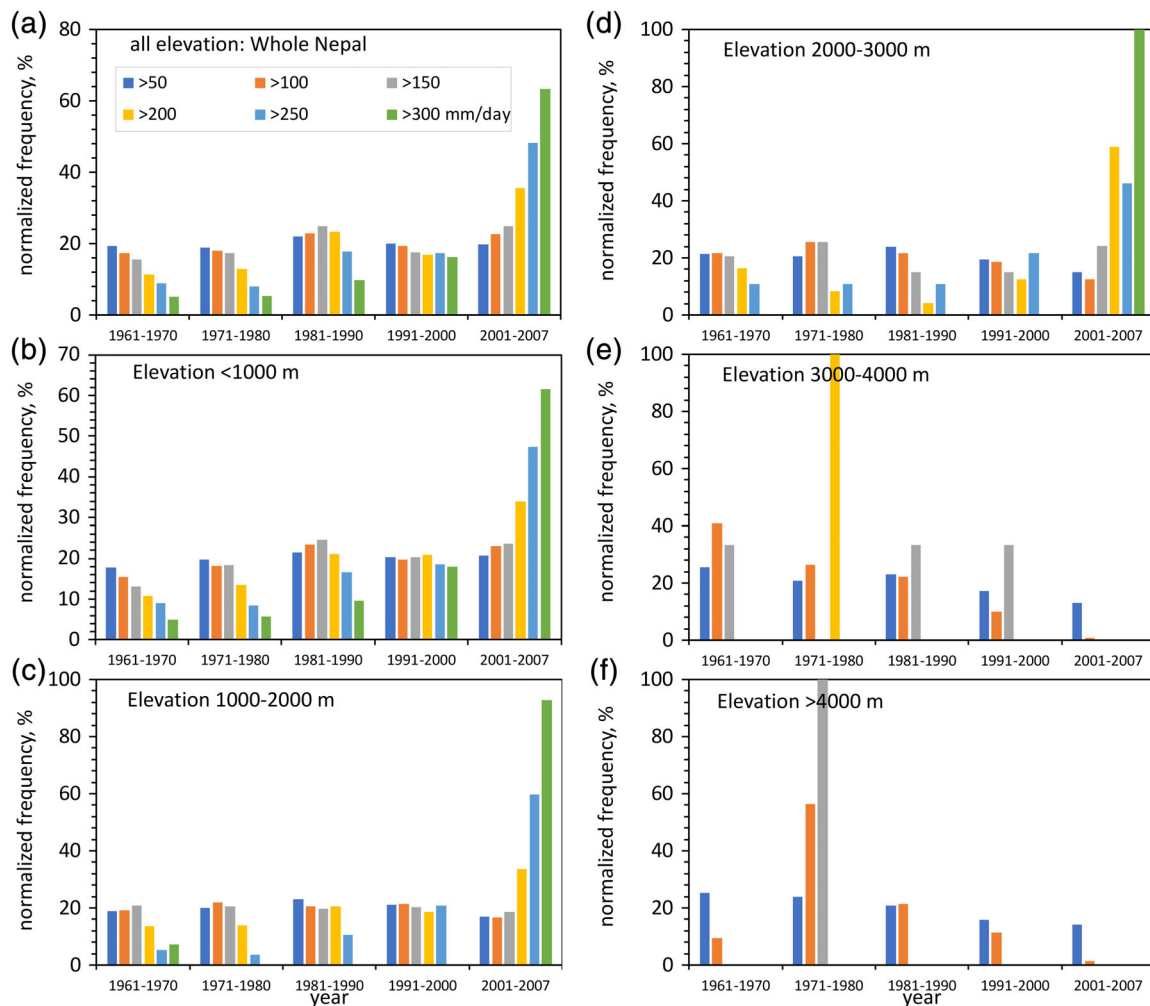 (a)
80
60
40
20
0
normalized frequency, %
all elevation: Whole Nepal
>50 >100 >150
>200 >250 >300 mm/day
1961-1970 1971-1980 1981-1990 1991-2000 2001-2007
(b)
70
60
50
40
30
20
10
0
normalized frequency, %
Elevation <1000 m
1961-1970 1971-1980 1981-1990 1991-2000 2001-2007
(c)
100
80
60
40
20
0
normalized frequency, %
Elevation 1000-2000 m
1961-1970 1971-1980 1981-1990 1991-2000 2001-2007
year
(d)
100
80
60
40
20
0
normalized frequency, %
Elevation 2000-3000 m
1961-1970 1971-1980 1981-1990 1991-2000 2001-2007
(e)
100
80
60
40
20
0
normalized frequency, %
Elevation 3000-4000 m
1961-1970 1971-1980 1981-1990 1991-2000 2001-2007
(f)
100
80
60
40
20
0
normalized frequency, %
Elevation >4000 m
1961-1970 1971-1980 1981-1990 1991-2000 2001-2007
year